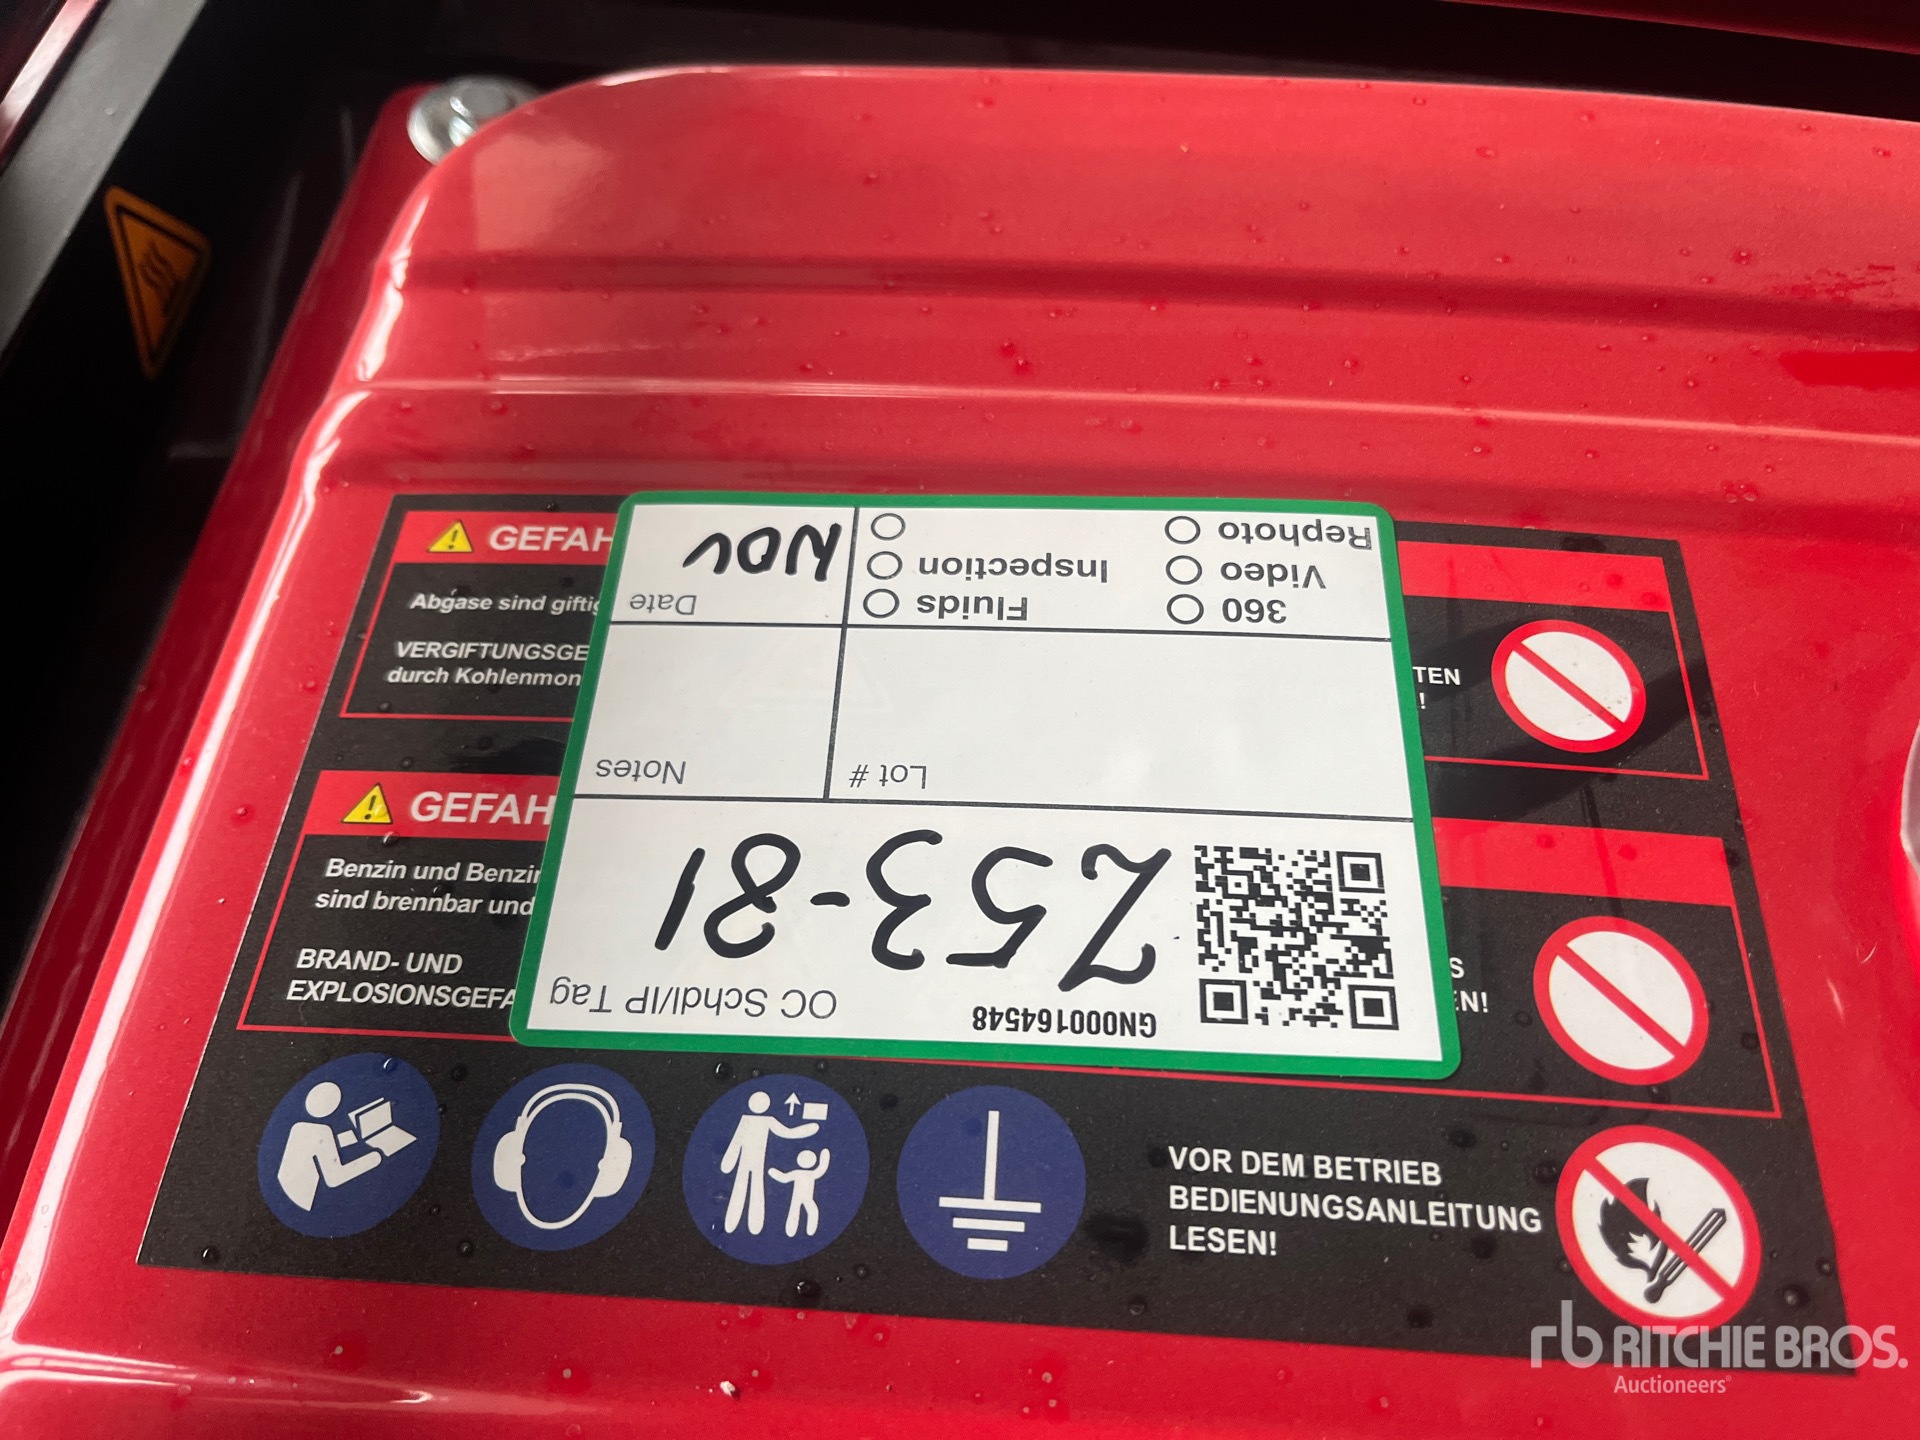 GEFAH
Abgase sind giftig
VERGIFTUNGSGE
durch Kohlenmon
TEN
!
GEFAH
Benzin und Benzin
sind brennbar und
BRAND- UND
EXPLOSIONSGEFA
S
EN!
VOR DEM BETRIEB
BEDIENUNGSANLEITUNG
LESEN!
GN000164548
OC Schdl/IP Tag
253-81
Lot #
Notes
360
Fluids
Date
Video
Inspection
Rephoto
NOV
rb RITCHIE BROS.
Auctioneers